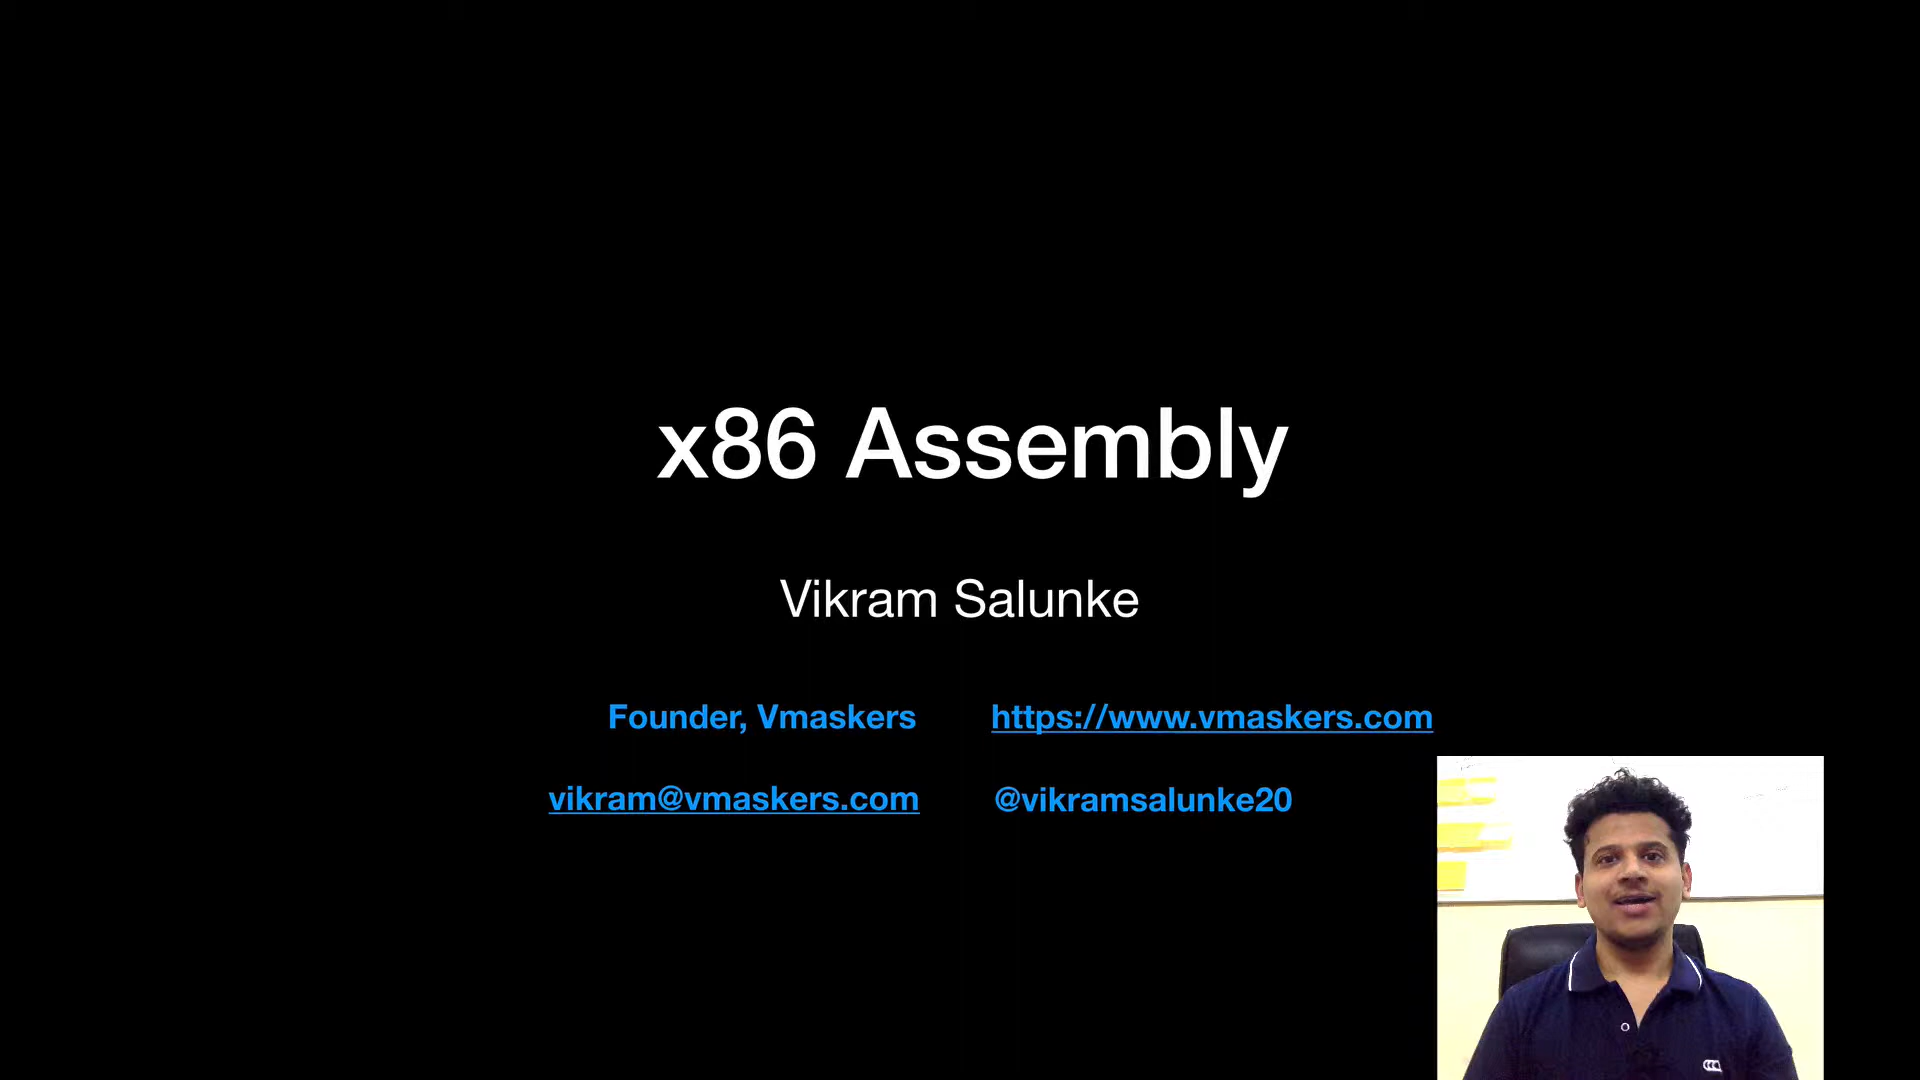 x86 Assembly
Vikram Salunke
Founder, Vmaskers
https://www.vmaskers.com
vikram@vmaskers.com
@vikramsalunke20